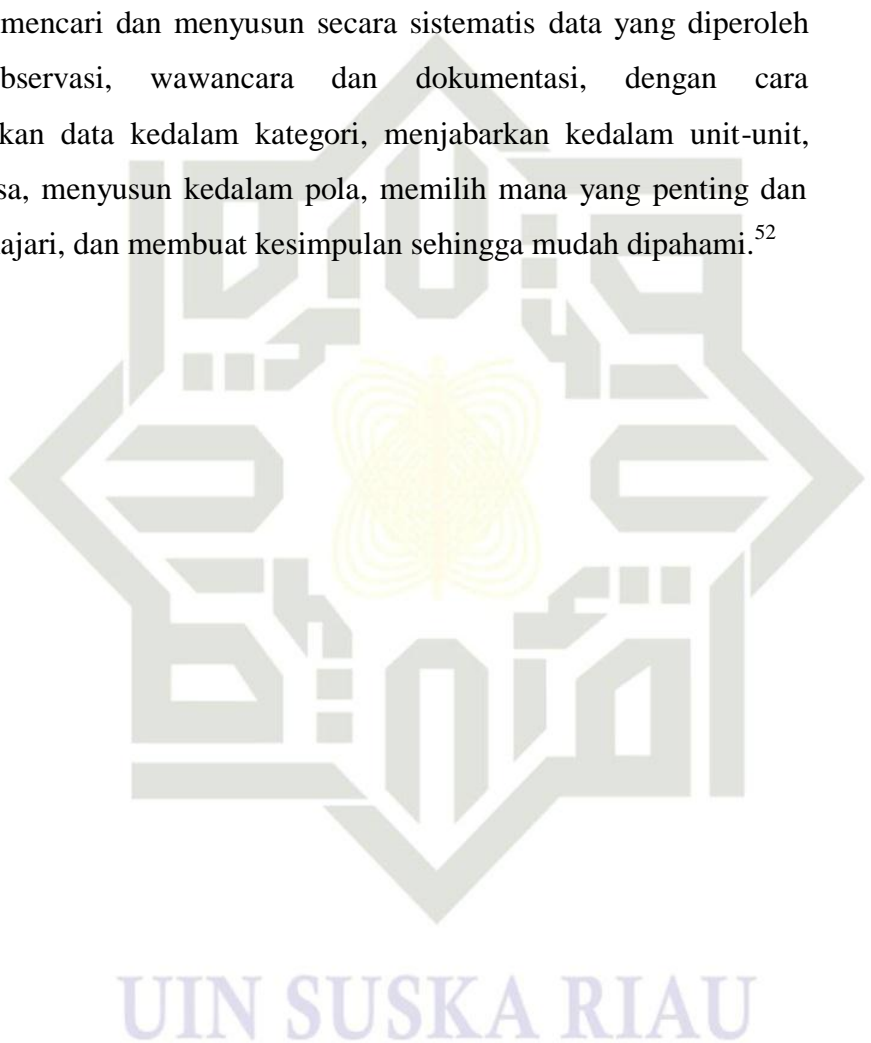 mencari dan menyusun secara sistematis data yang diperoleh
bservasi, wawancara dan dokumentasi, dengan cara
kan data kedalam kategori, menjabarkan kedalam unit-unit,
sa, menyusun kedalam pola, memilih mana yang penting dan
ajari, dan membuat kesimpulan sehingga mudah dipahami.52
UIN SUSKA RIAU